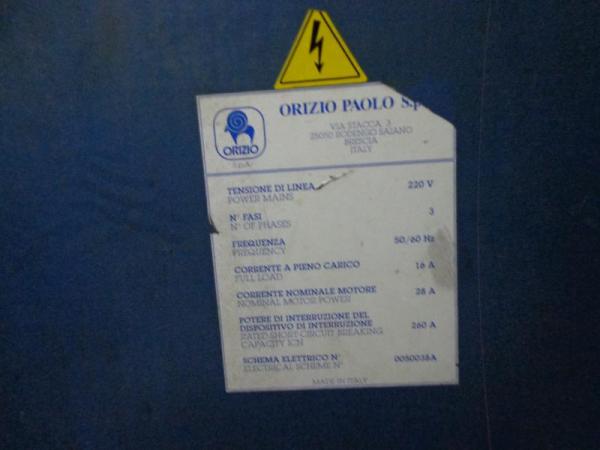 ORIZIO PAOLO S.p
ORIZIO
S.p.A.
VIA STACCA, 3
25050 RODENGO SAIANO
BRESCIA
ITALY
TENSIONE DI LINEA 220 V
POWER MAINS
N° FASI 3
N° OF PHASES
FREQUENZA 50/60 Hz
FREQUENCY
CORRENTE A PIENO CARICO 16 A
FULL LOAD
CORRENTE NOMINALE MOTORE 28 A
NOMINAL MOTOR POWER
POTERE DI INTERRUZIONE DEL
DISPOSITIVO DI INTERRUZIONE 260 A
RATED SHORT-CIRCUIT BREAKING
CAPACITY ICN
SCHEMA ELETTRICO N° 0050038A
ELECTRICAL SCHEME N°
MADE IN ITALY